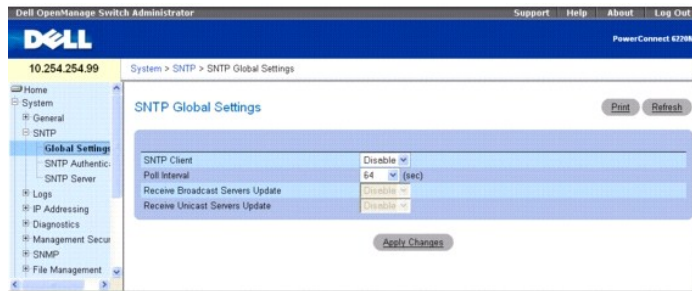 Dell OpenManage Switch Administrator
Support Help About Log Out
DELL
PowerConnect
10.254.254.99
System > SNTP > SNTP Global Settings
Home
System
General
SNTP
Global Settings
SNTP Authentic
SNTP Server
Logs
IP Addressing
Diagnostics
Management Secur
SNMP
File Management
SNTP Global Settings
Print Refresh
SNTP Client Disable
Poll Interval 64 (sec)
Receive Broadcast Servers Update Disable
Receive Unicast Servers Update Disable
Apply Changes